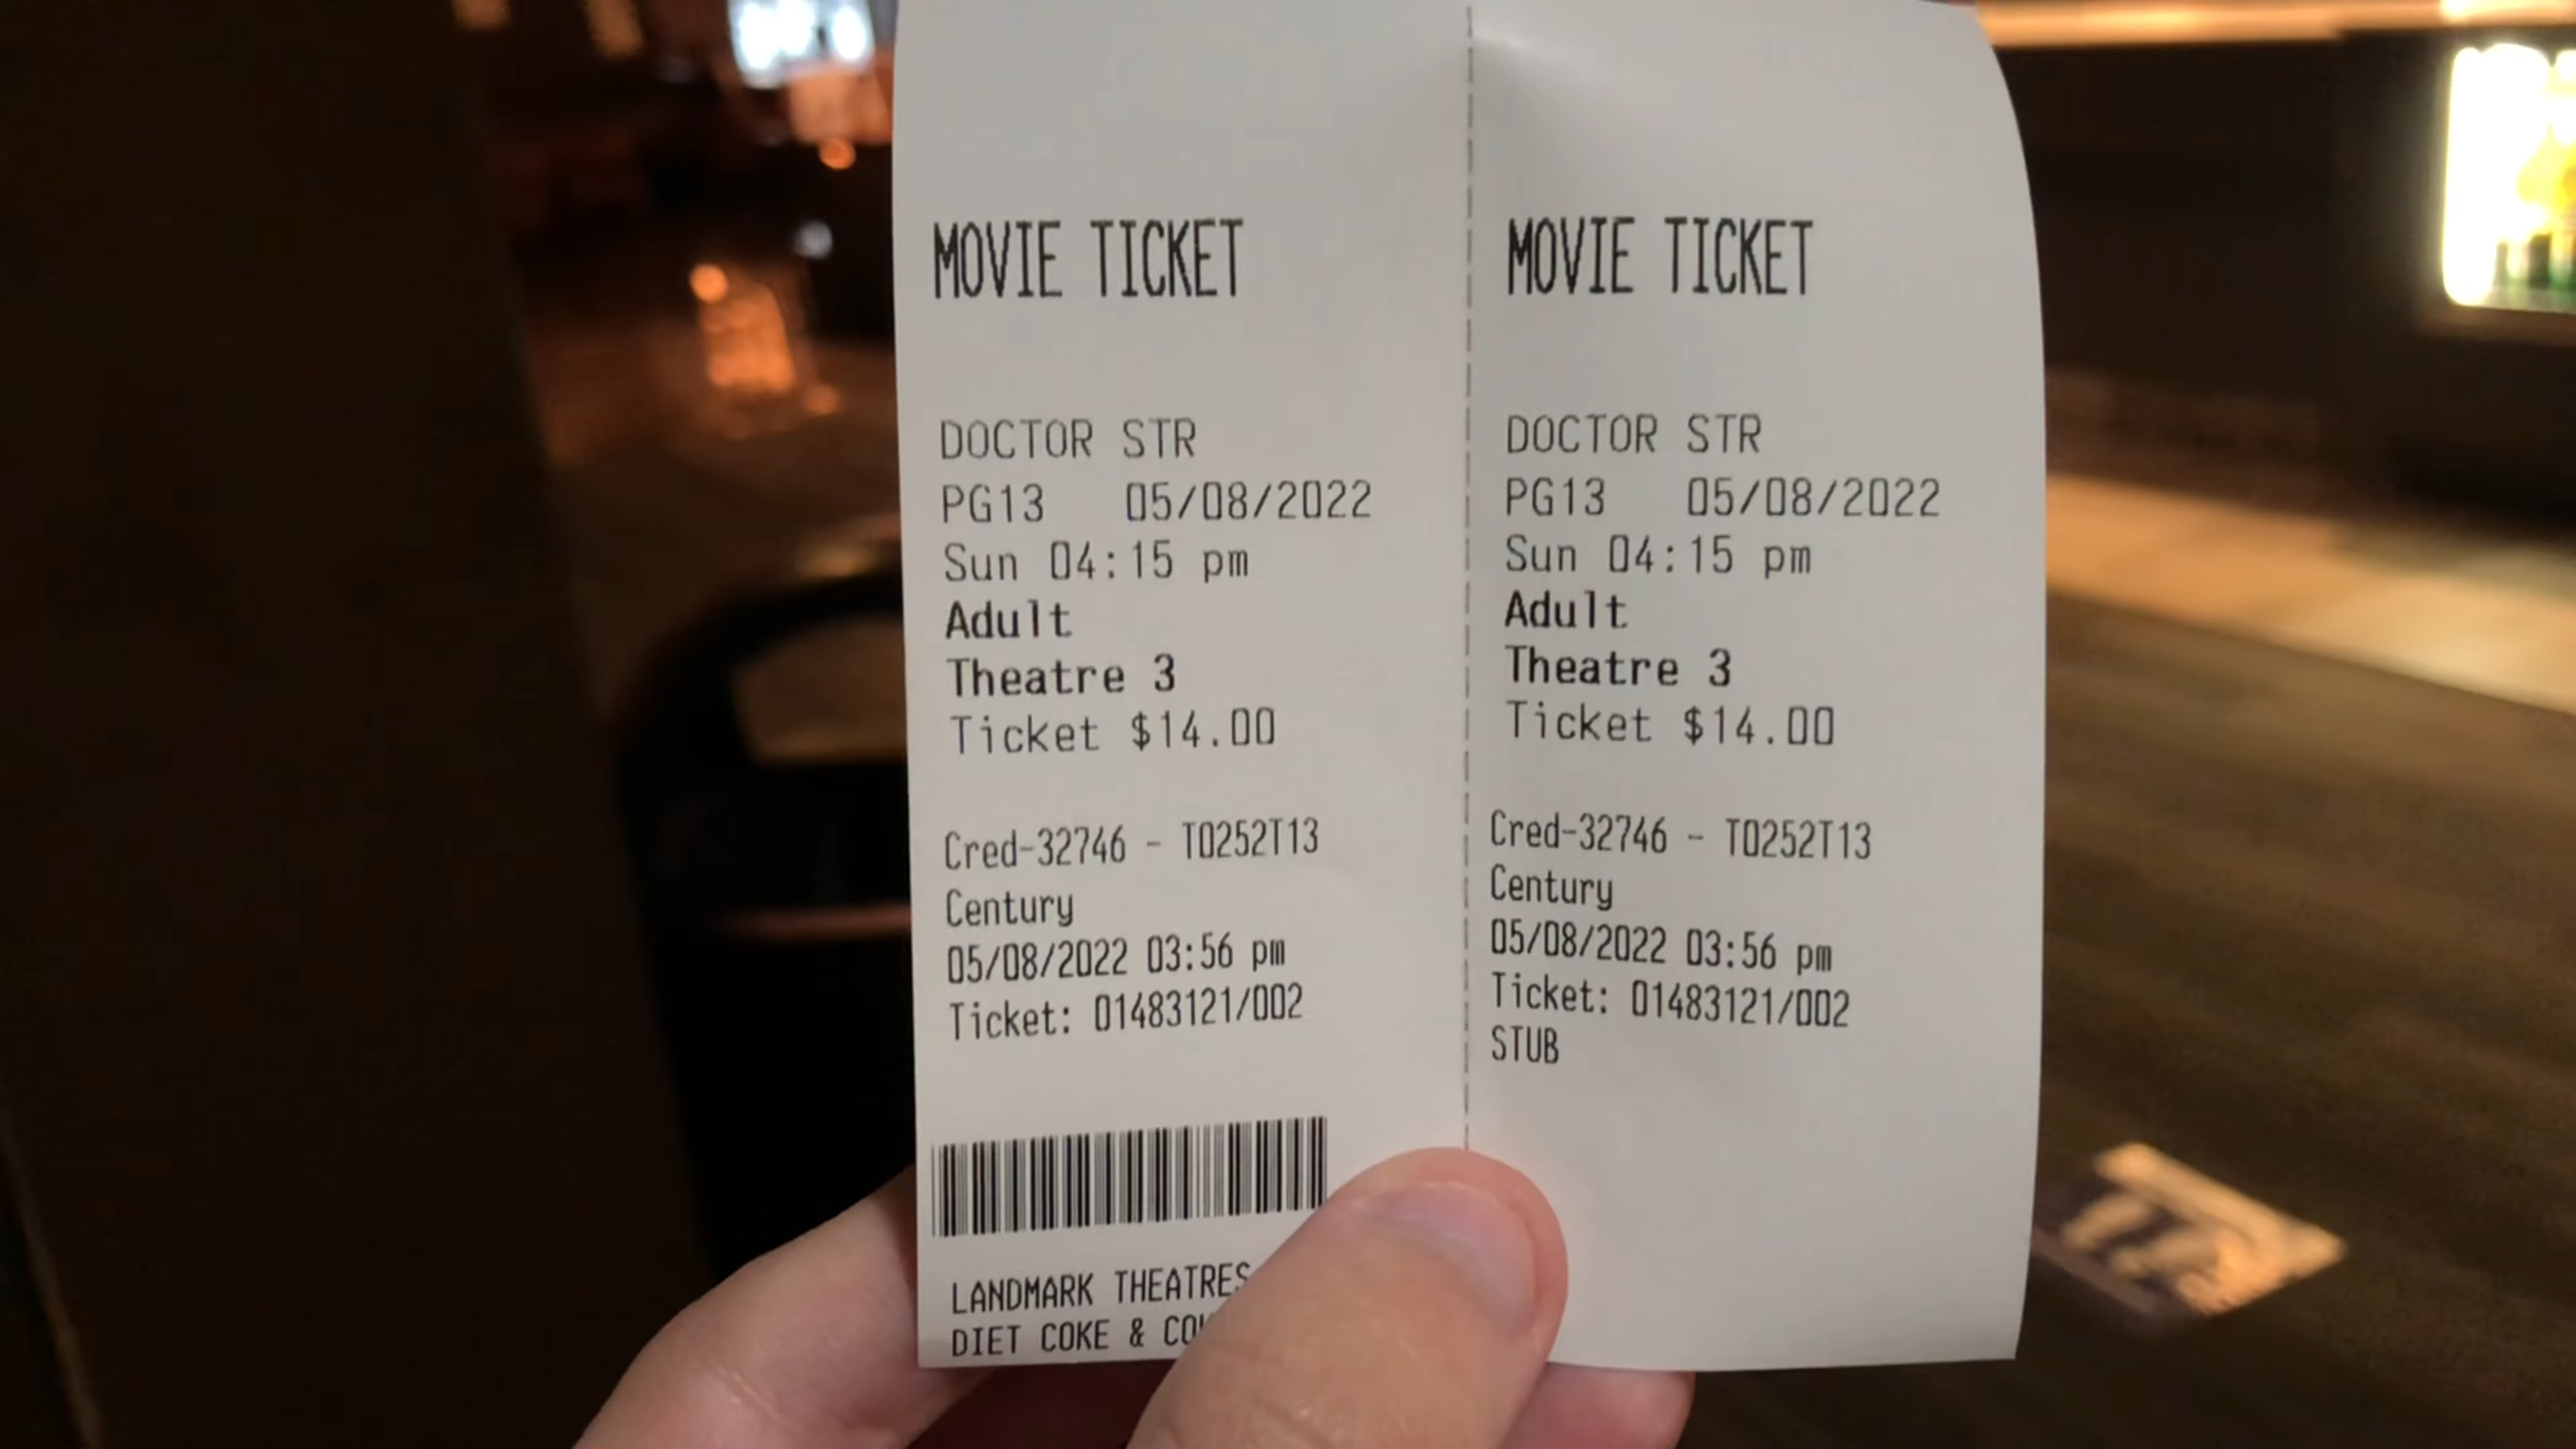 MOVIE TICKET
DOCTOR STR
PG13 05/08/2022
Sun 04:15 pm
Adult
Theatre 3
Ticket $14.00
Cred-32746 - T0252T13
Century
05/08/2022 03:56 pm
Ticket: 01483121/002
LANDMARK THEATRES
DIET COKE &
MOVIE TICKET
DOCTOR STR
PG13 05/08/2022
Sun 04:15 pm
Adult
Theatre 3
Ticket $14.00
Cred-32746 - T0252T13
Century
05/08/2022 03:56 pm
Ticket: 01483121/002
STUB